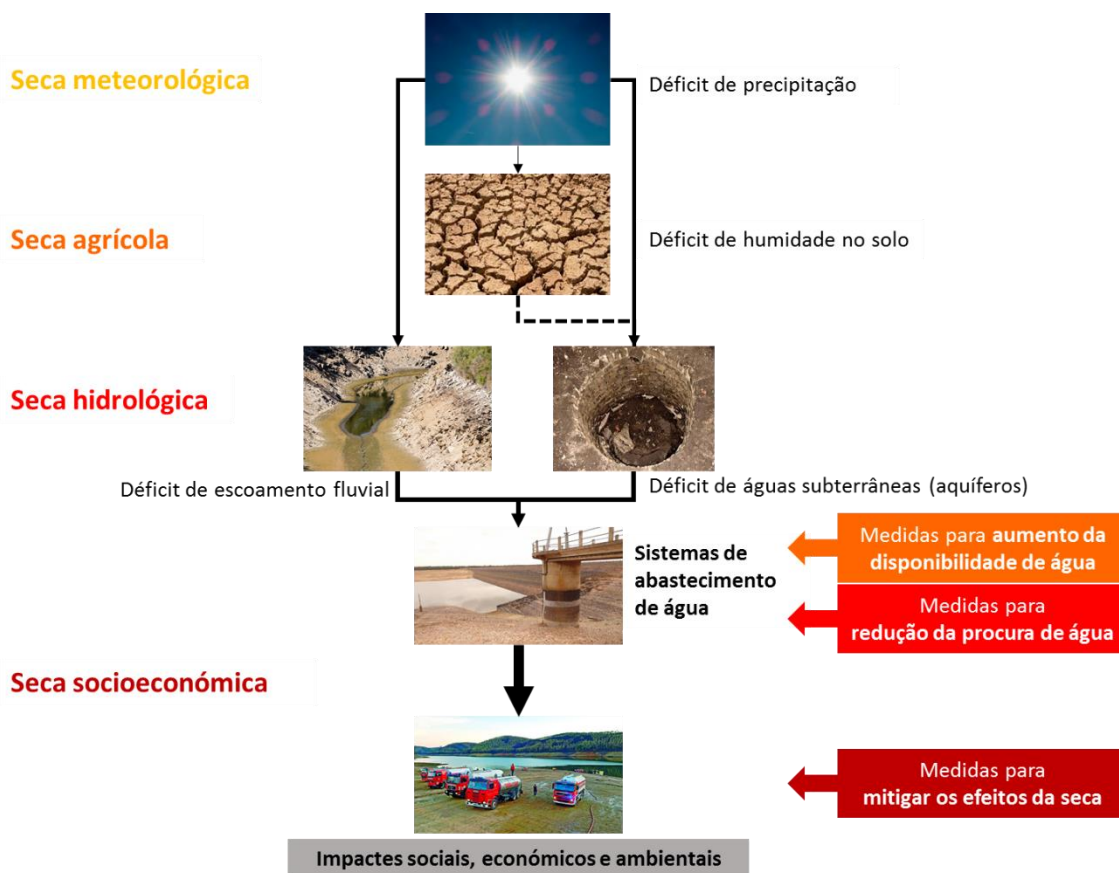 Seca meteorológica
Déficit de precipitação
Seca agrícola
Déficit de humidade no solo
Seca hidrológica
Déficit de escoamento fluvial
Déficit de águas subterrâneas (aquíferos)
Sistemas de
abastecimento
de água
Medidas para aumento da
disponibilidade de água
Medidas para
redução da procura de água
Seca socioeconómica
Medidas para
mitigar os efeitos da seca
Impactes sociais, económicos e ambientais